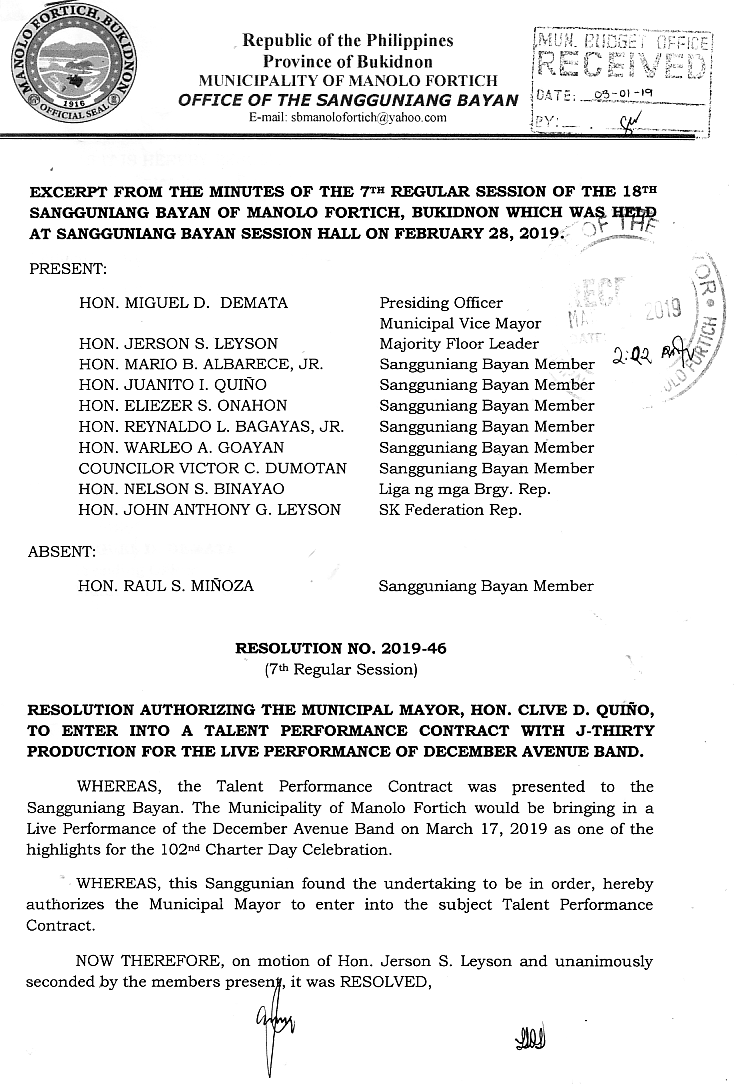 MANOLO FORTICH, BUKIDNON
1916
OFFICIAL SEAL
Republic of the Philippines
Province of Bukidnon
MUNICIPALITY OF MANOLO FORTICH
OFFICE OF THE SANGGUNIANG BAYAN
E-mail: sbmanolofortich@yahoo.com
MUN. BUDGET OFFICE
RECEIVED
DATE: 03-01-19
BY:
EXCERPT FROM THE MINUTES OF THE 7TH REGULAR SESSION OF THE 18TH
SANGGUNIANG BAYAN OF MANOLO FORTICH, BUKIDNON WHICH WAS HELD
AT SANGGUNIANG BAYAN SESSION HALL ON FEBRUARY 28, 2019.
OF THE
2019
2:02 PM
PRESENT:
HON. MIGUEL D. DEMATA Presiding Officer
Municipal Vice Mayor
HON. JERSON S. LEYSON Majority Floor Leader
HON. MARIO B. ALBARECE, JR. Sangguniang Bayan Member
HON. JUANITO I. QUIÑO Sangguniang Bayan Member
HON. ELIEZER S. ONAHON Sangguniang Bayan Member
HON. REYNALDO L. BAGAYAS, JR. Sangguniang Bayan Member
HON. WARLEO A. GOAYAN Sangguniang Bayan Member
COUNCILOR VICTOR C. DUMOTAN Sangguniang Bayan Member
HON. NELSON S. BINAYAO Liga ng mga Brgy. Rep.
HON. JOHN ANTHONY G. LEYSON SK Federation Rep.
ABSENT:
HON. RAUL S. MIÑOZA Sangguniang Bayan Member
RESOLUTION NO. 2019-46
(7th Regular Session)
RESOLUTION AUTHORIZING THE MUNICIPAL MAYOR, HON. CLIVE D. QUIÑO,
TO ENTER INTO A TALENT PERFORMANCE CONTRACT WITH J-THIRTY
PRODUCTION FOR THE LIVE PERFORMANCE OF DECEMBER AVENUE BAND.
WHEREAS, the Talent Performance Contract was presented to the
Sangguniang Bayan. The Municipality of Manolo Fortich would be bringing in a
Live Performance of the December Avenue Band on March 17, 2019 as one of the
highlights for the 102nd Charter Day Celebration.
WHEREAS, this Sanggunian found the undertaking to be in order, hereby
authorizes the Municipal Mayor to enter into the subject Talent Performance
Contract.
NOW THEREFORE, on motion of Hon. Jerson S. Leyson and unanimously
seconded by the members present, it was RESOLVED,